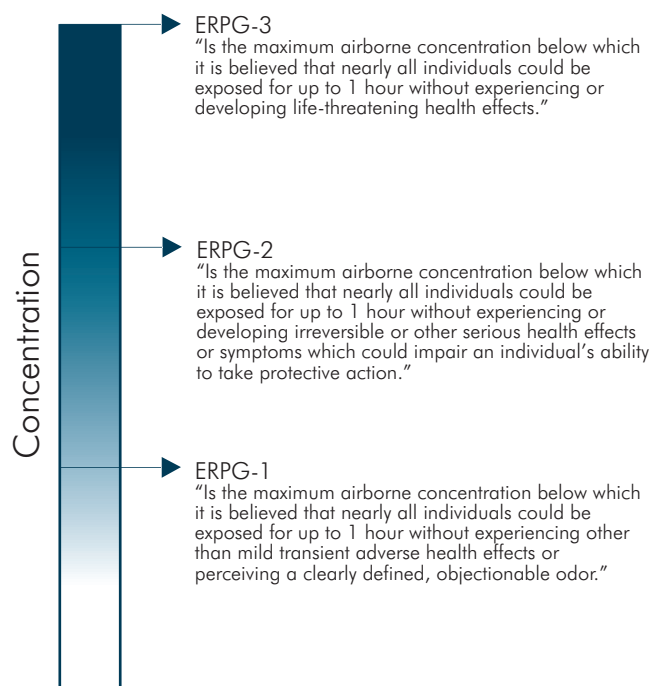 ERPG-3
“Is the maximum airborne concentration below which
it is believed that nearly all individuals could be
exposed for up to 1 hour without experiencing or
developing life-threatening health effects.”
Concentration
ERPG-2
“Is the maximum airborne concentration below which
it is believed that nearly all individuals could be
exposed for up to 1 hour without experiencing or
developing irreversible or other serious health effects
or symptoms which could impair an individual’s ability
to take protective action.”
ERPG-1
“Is the maximum airborne concentration below which
it is believed that nearly all individuals could be
exposed for up to 1 hour without experiencing other
than mild transient adverse health effects or
perceiving a clearly defined, objectionable odor.”